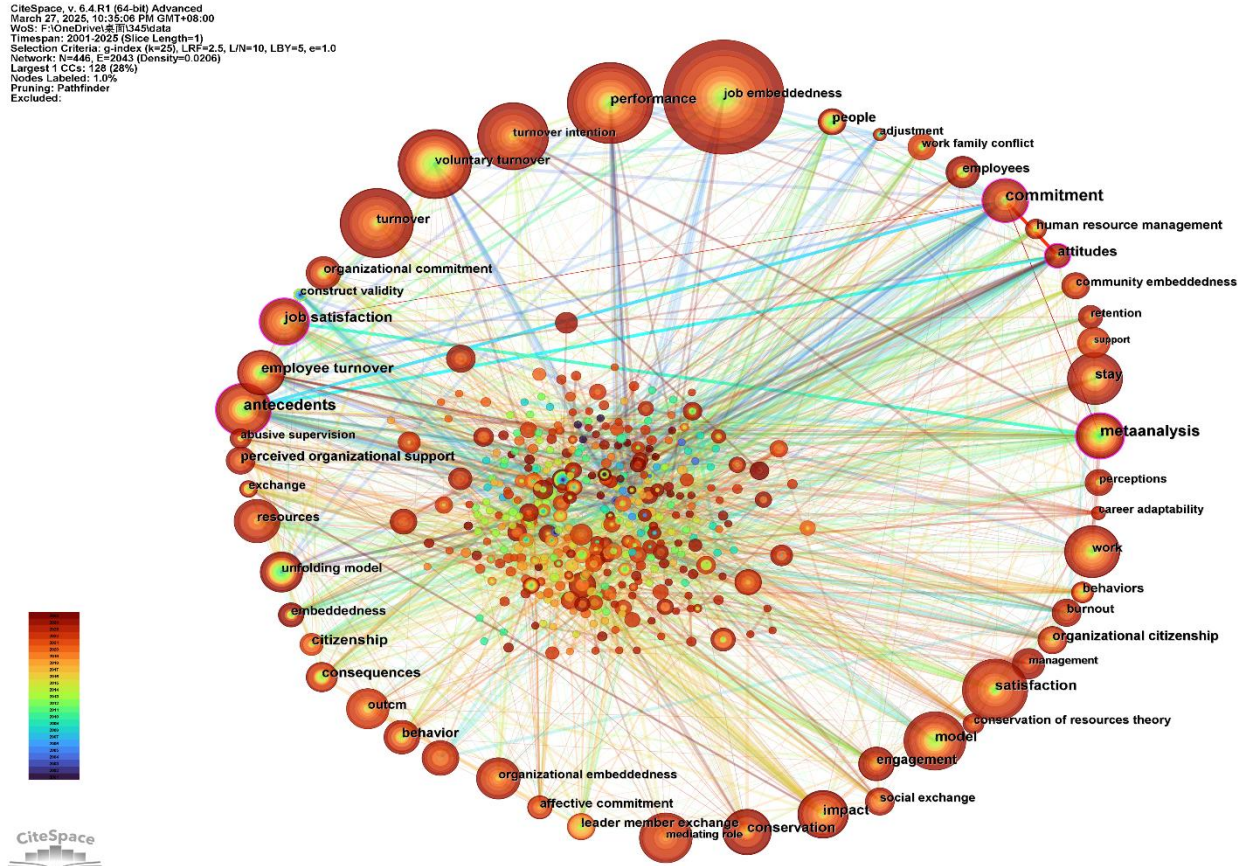 CiteSpace, v. 6.4.R1 (64-bit) Advanced
March 27, 2025, 10:35:06 PM GMT+08:00
WoS: F:\OneDrive\桌面\345\data
Timespan: 2001-2025 (Slice Length=1)
Selection Criteria: g-index (k=25), LRF=2.5, L/N=10, LBY=5, e=1.0
Network: N=446, E=2043 (Density=0.0206)
Largest 1 CCs: 128 (28%)
Nodes Labeled: 1.0%
Pruning: Pathfinder
Excluded:
job embeddedness
performance
people
turnover intention
adjustment
work family conflict
voluntary turnover
employees
commitment
turnover
human resource management
attitudes
organizational commitment
community embeddedness
construct validity
retention
job satisfaction
support
employee turnover
stay
antecedents
metaanalysis
abusive supervision
perceived organizational support
perceptions
exchange
career adaptability
resources
work
unfolding model
behaviors
embeddedness
burnout
citizenship
organizational citizenship
management
consequences
satisfaction
outcm
conservation of resources theory
behavior
model
engagement
organizational embeddedness
social exchange
affective commitment
impact
leader member exchange
conservation
mediating role
CiteSpace